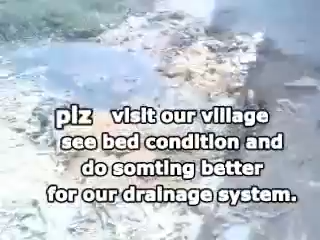 plz visit our village
see bed condition and
do somting better
for our drainage system.